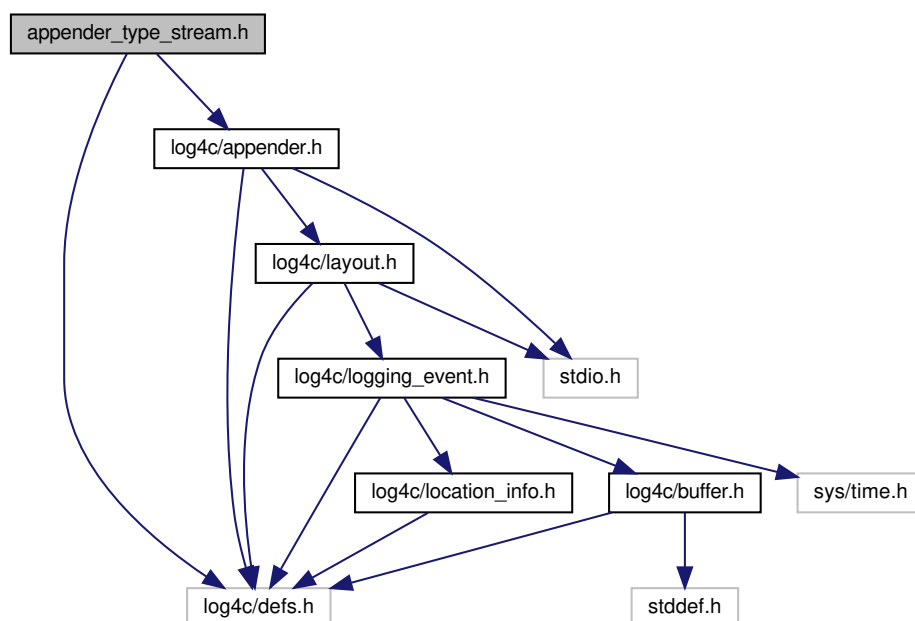 appender_type_stream.h
log4c/appender.h
log4c/layout.h
log4c/logging_event.h
stdio.h
log4c/location_info.h
log4c/buffer.h
sys/time.h
log4c/defs.h
stddef.h